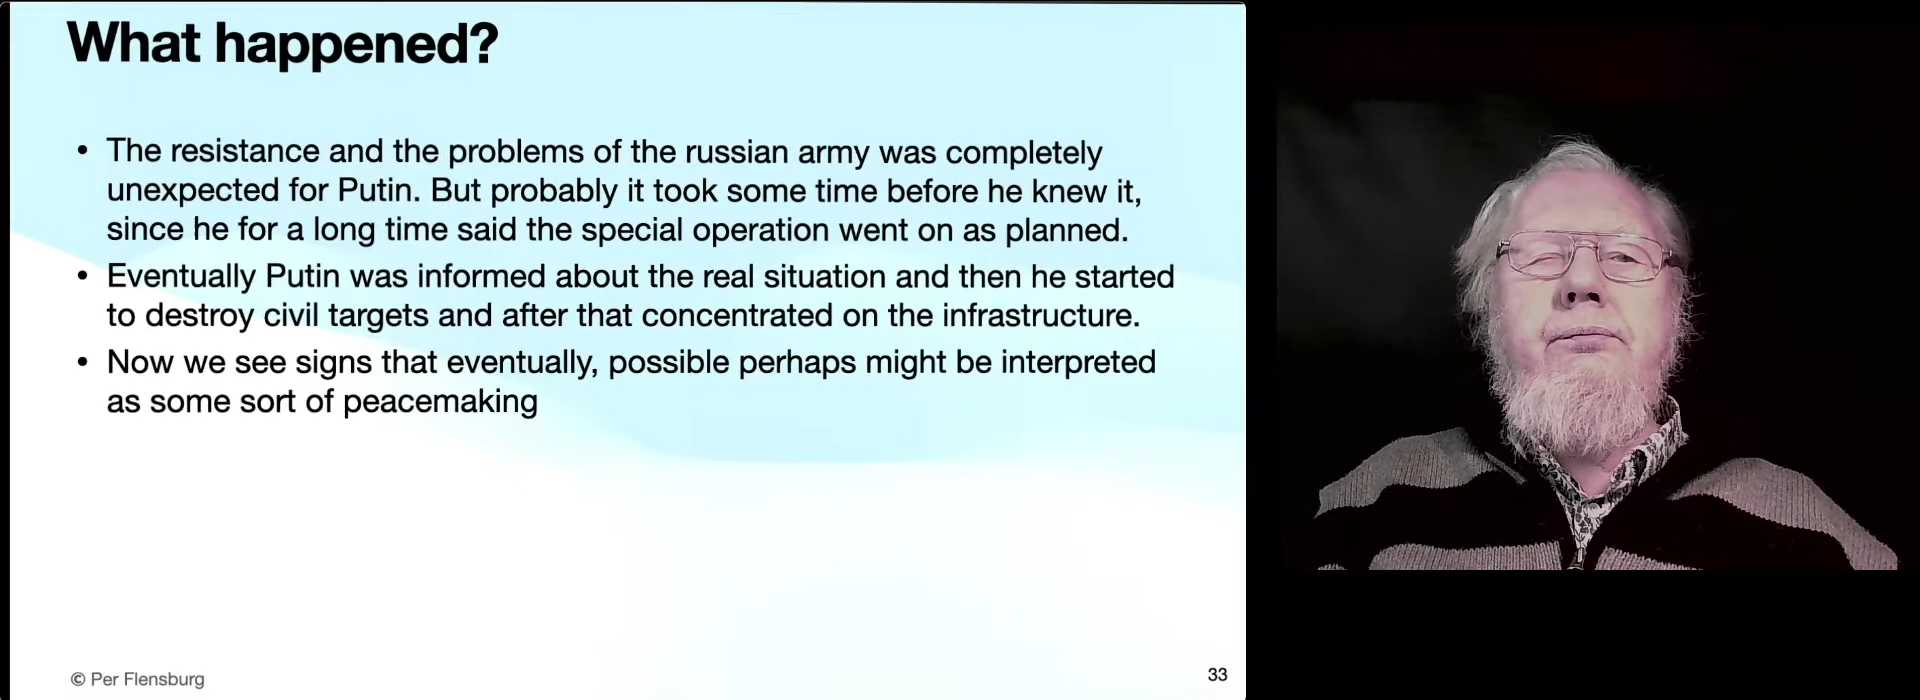 What happened?
• The resistance and the problems of the russian army was completely
unexpected for Putin. But probably it took some time before he knew it,
since he for a long time said the special operation went on as planned.
• Eventually Putin was informed about the real situation and then he started
to destroy civil targets and after that concentrated on the infrastructure.
• Now we see signs that eventually, possible perhaps might be interpreted
as some sort of peacemaking
© Per Flensburg
33